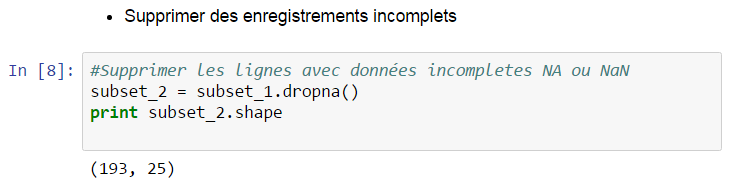 • Supprimer des enregistrements incomplets
In [8]: #Supprimer les lignes avec données incompletes NA ou NaN
subset_2 = subset_1.dropna()
print subset_2.shape
(193, 25)